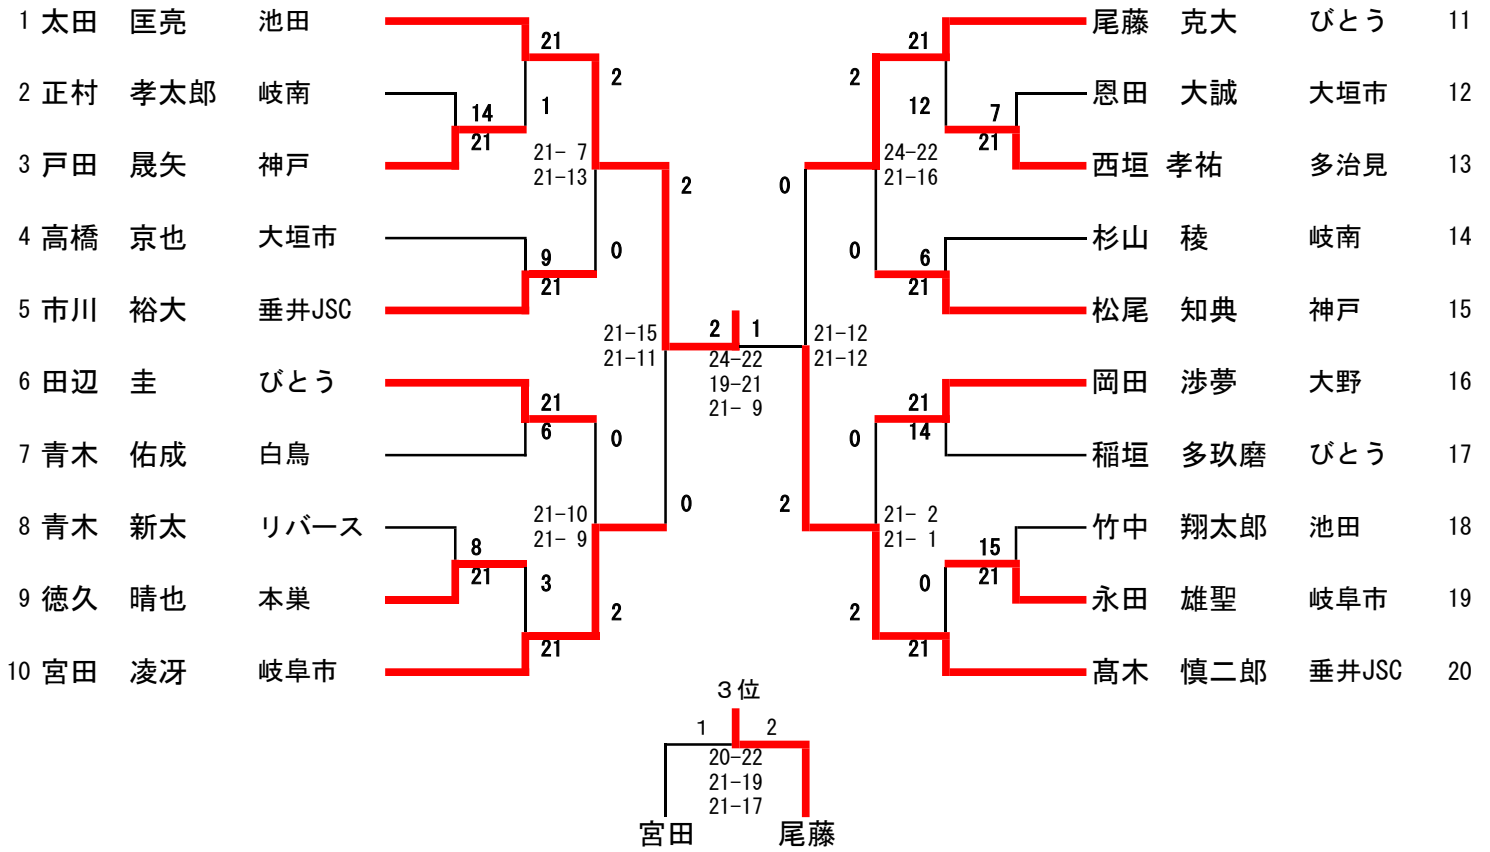 1 太田 匡亮 池田
2 正村 孝太郎 岐南
3 戸田 晟矢 神戸
4 高橋 京也 大垣市
5 市川 裕大 垂井JSC
6 田辺 圭 びとう
7 青木 佑成 白鳥
8 青木 新太 リバース
9 徳久 晴也 本巣
10 宮田 凌冴 岐阜市
21
1
14
21
9
21
21
6
8
21
3
21
2
21- 7
21-13
0
0
21-10
21- 9
2
2
21-15
21-11
0
2 1
24-22
19-21
21- 9
0
21-12
21-12
2
2
24-22
21-16
0
0
21- 2
21- 1
2
21
12
7
21
6
21
21
14
15
21
0
21
尾藤 克大 びとう 11
恩田 大誠 大垣市 12
西垣 孝祐 多治見 13
杉山 稜 岐南 14
松尾 知典 神戸 15
岡田 渉夢 大野 16
稲垣 多玖磨 びとう 17
竹中 翔太郎 池田 18
永田 雄聖 岐阜市 19
髙木 慎二郎 垂井JSC 20
３位
1 2
20-22
21-19
21-17
宮田 尾藤